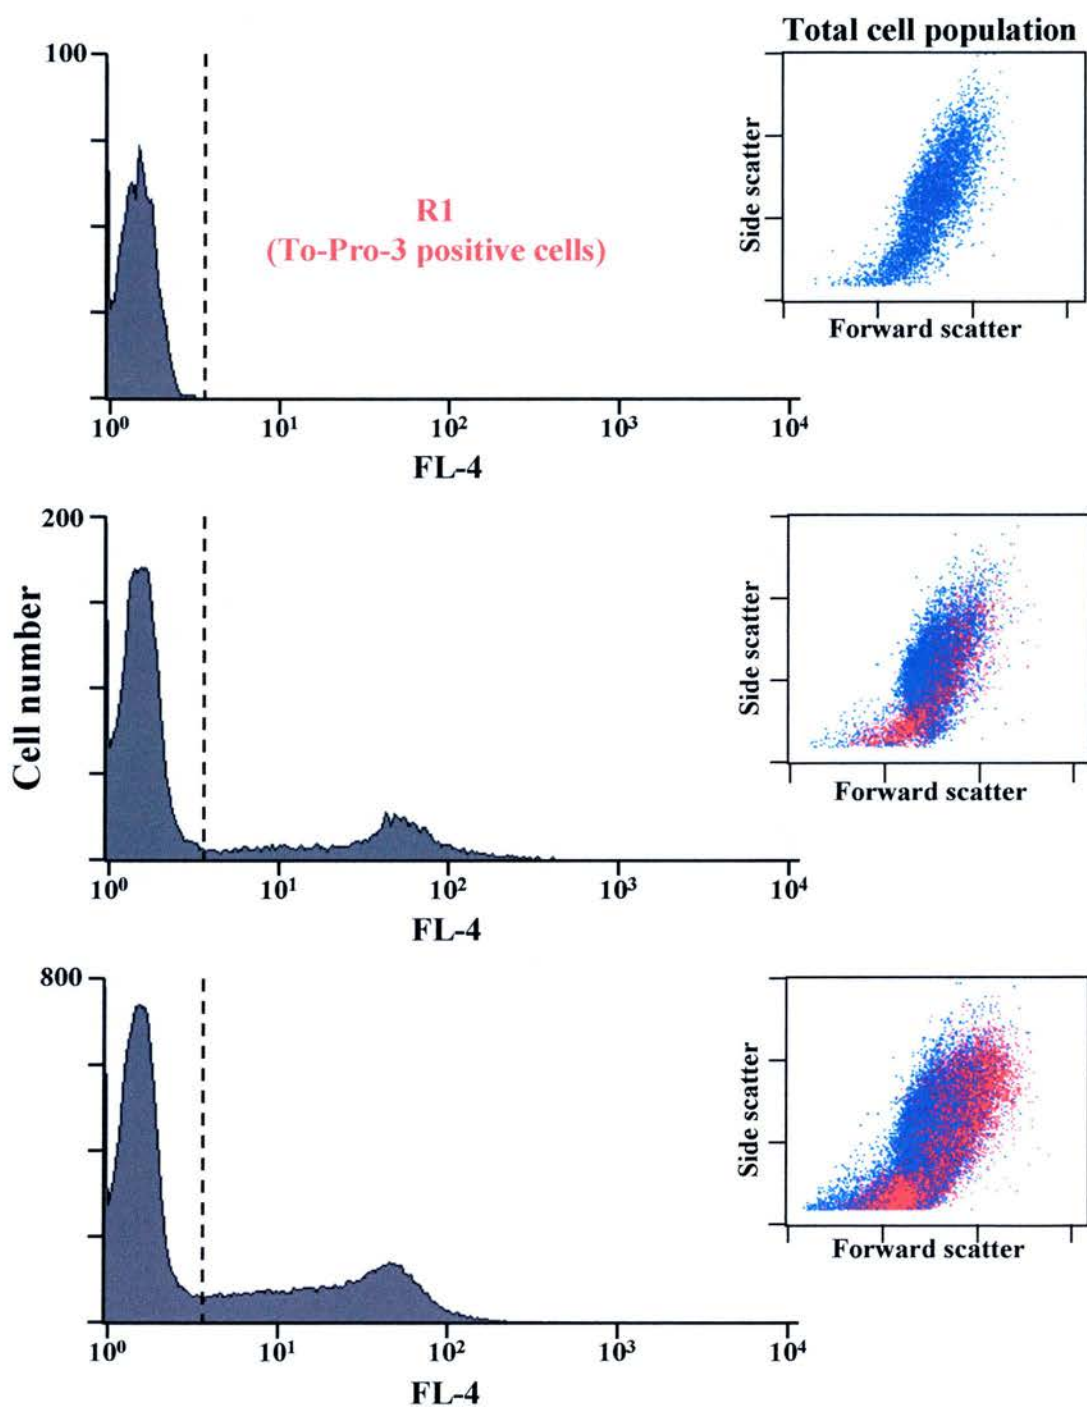 Total cell population
100
Side scatter
R1
(To-Pro-3 positive cells)
Forward scatter
10⁰ 10¹ 10² 10³ 10⁴
FL-4
200
Side scatter
Cell number
Forward scatter
10⁰ 10¹ 10² 10³ 10⁴
FL-4
800
Side scatter
Forward scatter
10⁰ 10¹ 10² 10³ 10⁴
FL-4